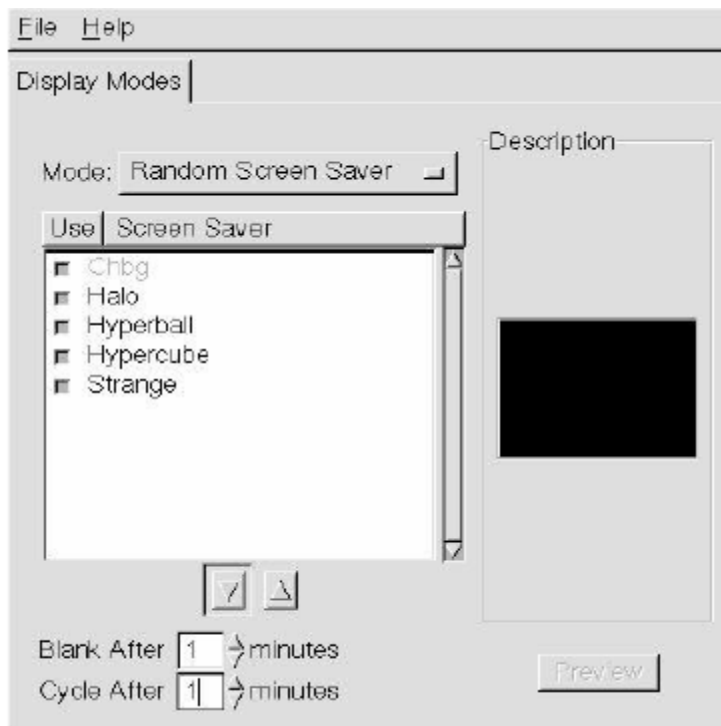 File Help
Display Modes
Description
Mode: Random Screen Saver
Use Screen Saver
Chbg
Halo
Hyperball
Hypercube
Strange
Blank After 1 minutes
Cycle After 1 minutes
Preview